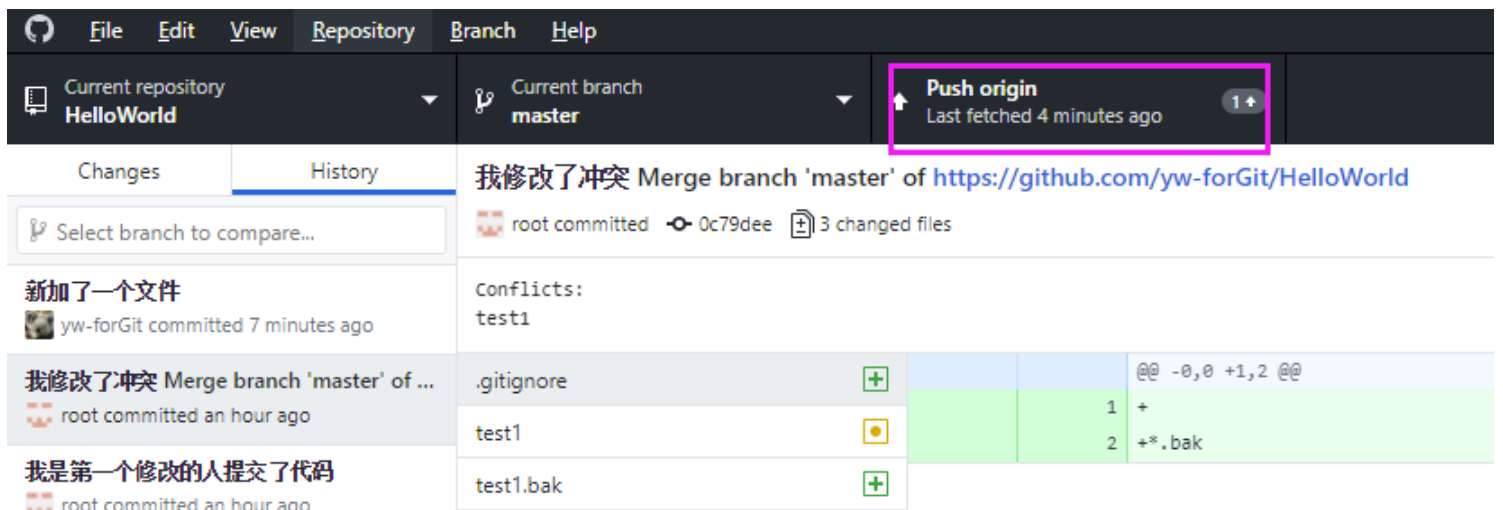 File Edit View Repository Branch Help
Current repository
HelloWorld
Current branch
master
Push origin
Last fetched 4 minutes ago
1
Changes History
Select branch to compare...
新加了一个文件
yw-forGit committed 7 minutes ago
我修改了冲突 Merge branch 'master' of ...
root committed an hour ago
我是第一个修改的人提交了代码
root committed an hour ago
我修改了冲突 Merge branch 'master' of https://github.com/yw-forGit/HelloWorld
root committed 0c79dee 3 changed files
Conflicts:
test1
.gitignore
test1
test1.bak
@@ -0,0 +1,2 @@
1 +
2 +*.bak